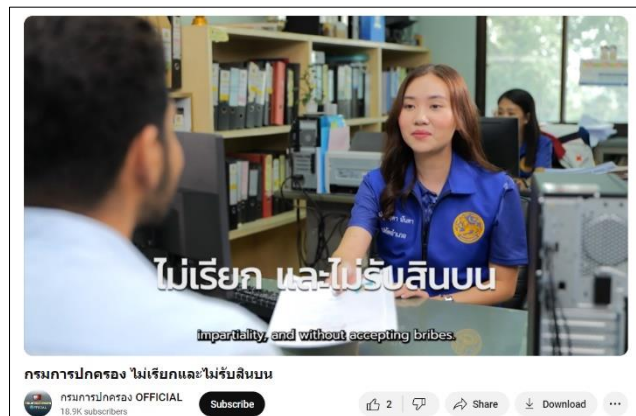 ไม่เรียก และไม่รับสินบน
impartiality, and without accepting bribes.
กรมการปกครอง ไม่เรียกและไม่รับสินบน
กรมการปกครอง OFFICIAL
18.9K subscribers
Subscribe
2
Share
Download